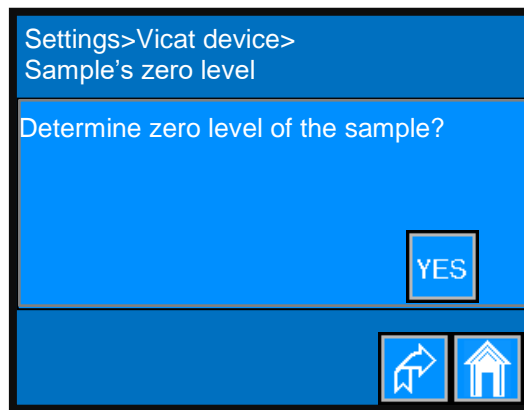 Settings>Vicat device>
Sample's zero level
Determine zero level of the sample?
YES